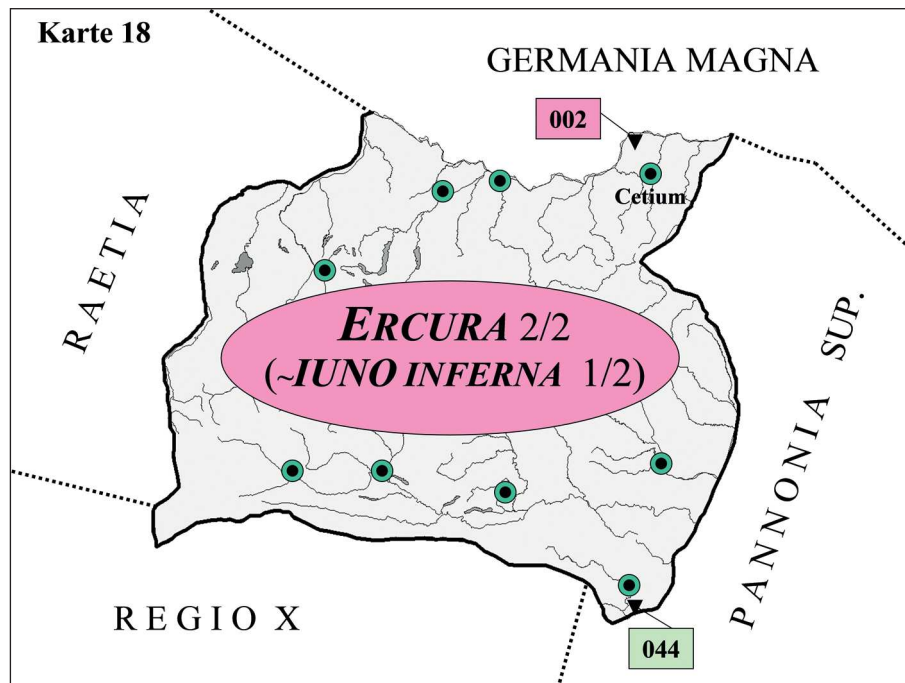 Karte 18
GERMANIA MAGNA
002
Cetium
RAETIA
ERCURA 2/2
(~IUNO INFERNA 1/2)
PANNONIA SUP.
REGIO X
044